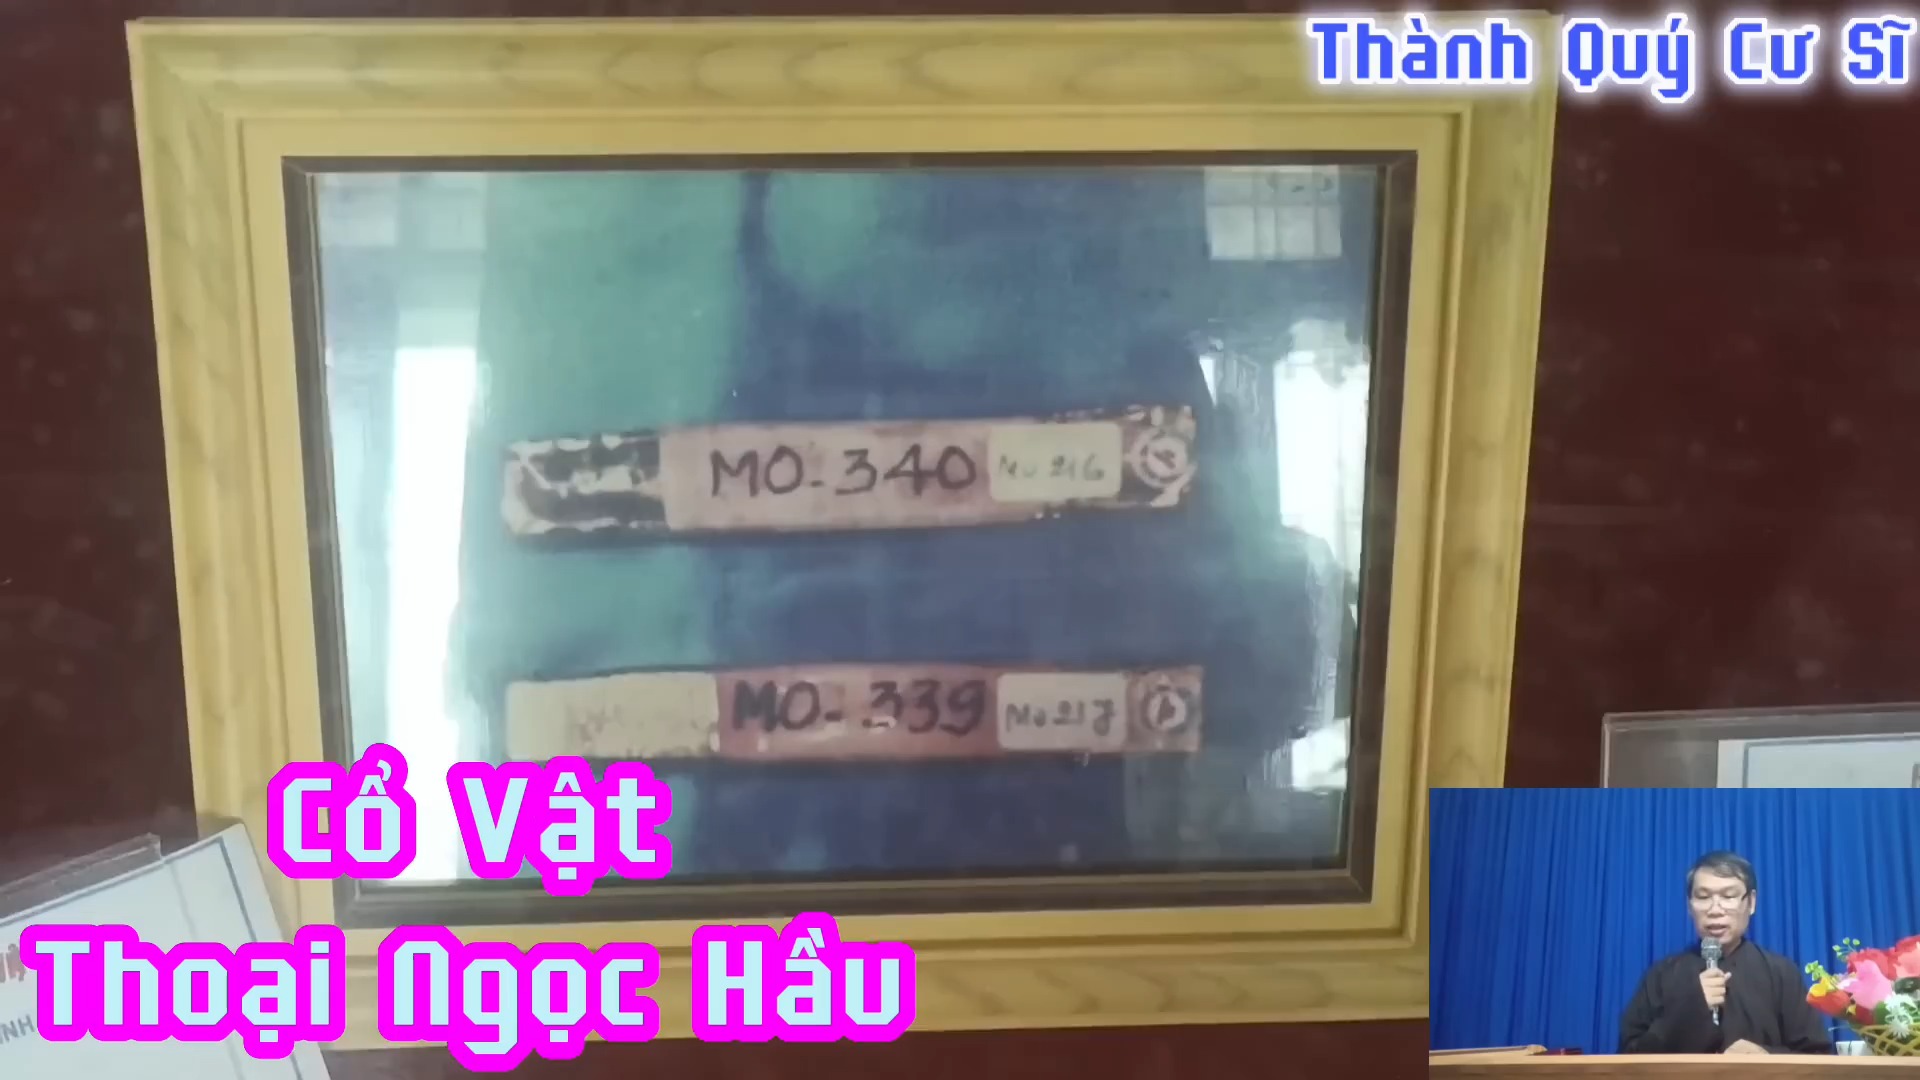 Thành Quý Cư Sĩ
MO-340
MO-339
Cổ Vật
Thoại Ngọc Hầu